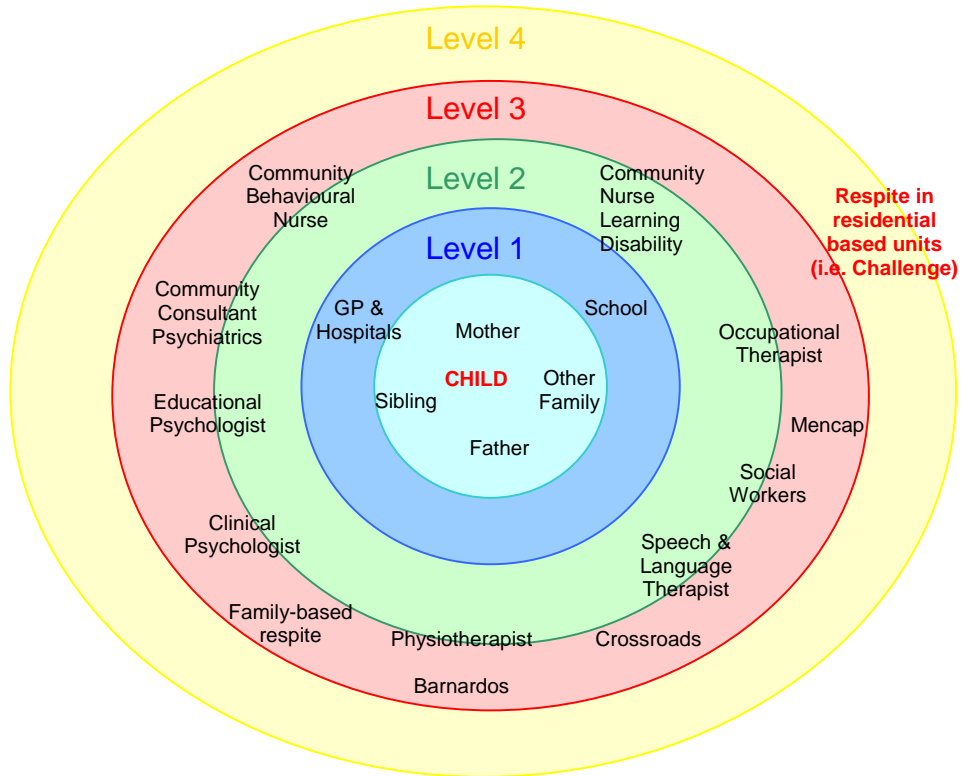 Level 4
Level 3
Level 2
Level 1
Community
Behavioural
Nurse
Community
Nurse
Learning
Disability
Respite in
residential
based units
(i.e. Challenge)
Community
Consultant
Psychiatrics
GP &
Hospitals
School
Mother
Occupational
Therapist
CHILD
Sibling
Other
Family
Father
Educational
Psychologist
Mencap
Social
Workers
Clinical
Psychologist
Speech &
Language
Therapist
Family-based
respite
Physiotherapist
Crossroads
Barnardos